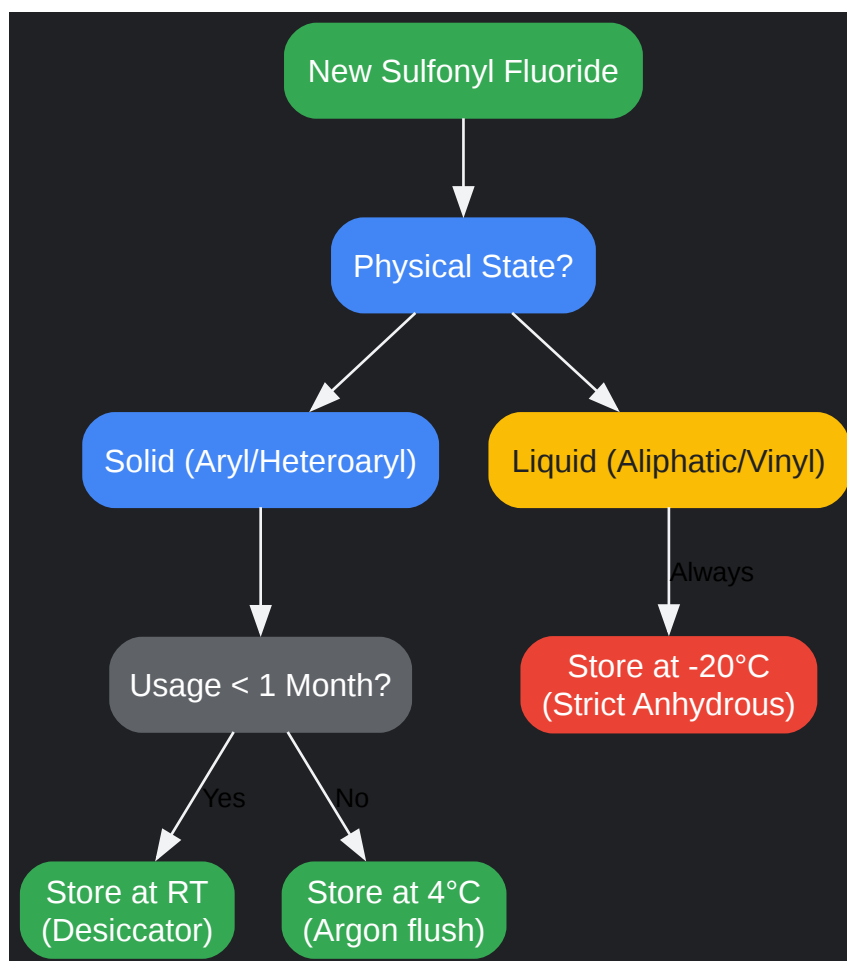 New Sulfonyl Fluoride
Physical State?
Solid (Aryl/Heteroaryl)
Liquid (Aliphatic/Vinyl)
Always
Usage < 1 Month?
Store at -20°C
(Strict Anhydrous)
Yes
No
Store at RT
(Desiccator)
Store at 4°C
(Argon flush)